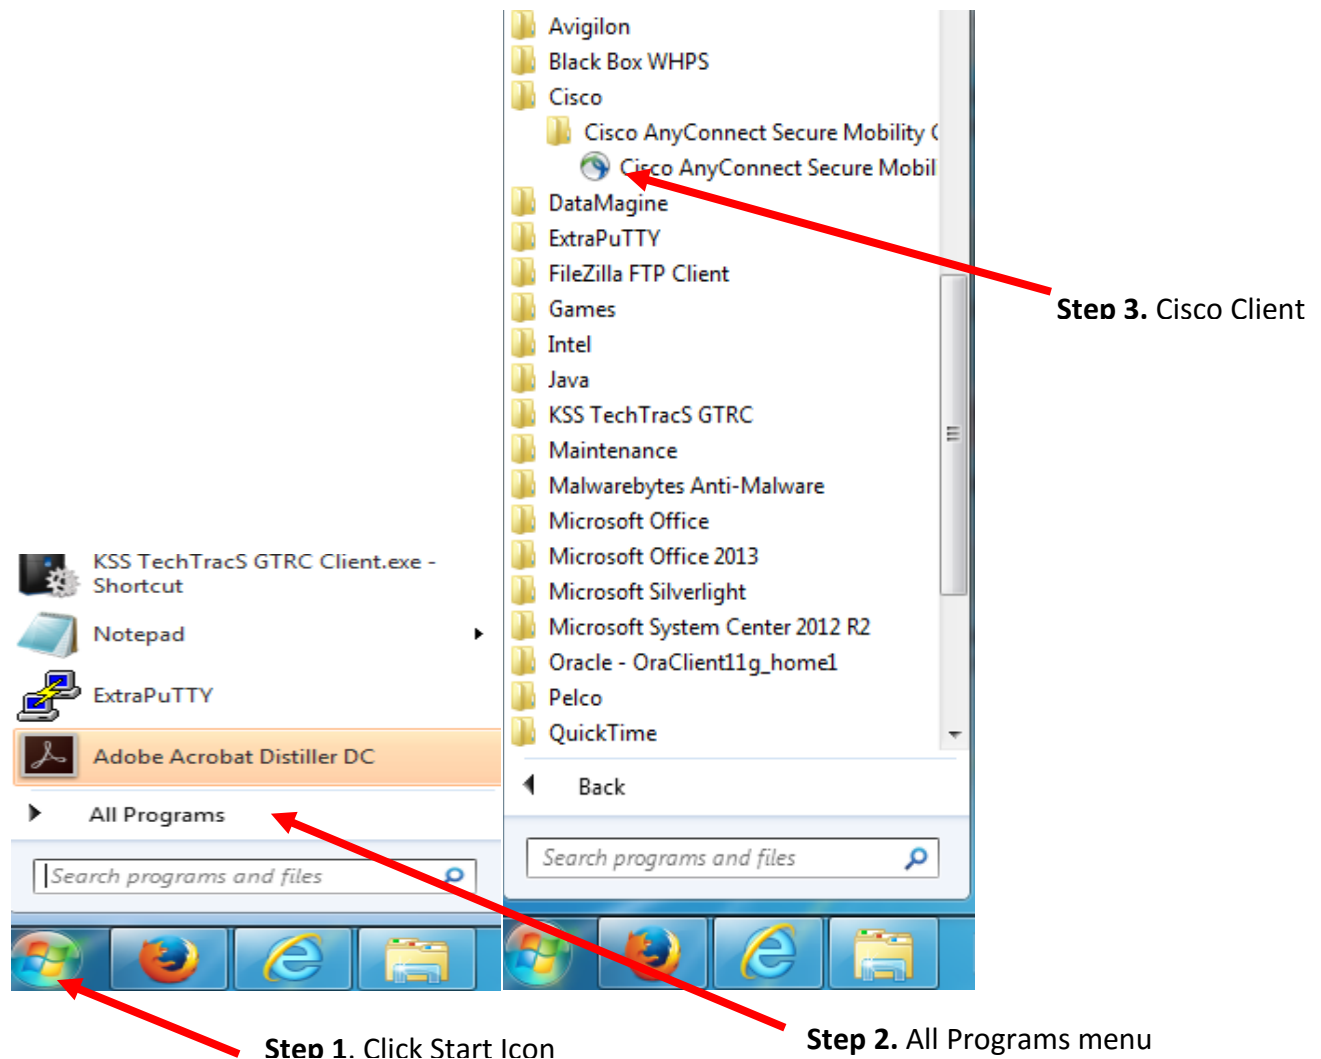 Avigilon
Black Box WHPS
Cisco
Cisco AnyConnect Secure Mobility
Cisco AnyConnect Secure Mobil
DataMagine
ExtraPuTTY
FileZilla FTP Client
Games
Intel
Java
KSS TechTracS GTRC
Maintenance
Malwarebytes Anti-Malware
Microsoft Office
Microsoft Office 2013
Microsoft Silverlight
Microsoft System Center 2012 R2
Oracle - OraClient11g_home1
Pelco
QuickTime
Back
Search programs and files
Step 3. Cisco Client
KSS TechTracS GTRC Client.exe -
Shortcut
Notepad
ExtraPuTTY
Adobe Acrobat Distiller DC
All Programs
Search programs and files
Step 1. Click Start Icon
Step 2. All Programs menu